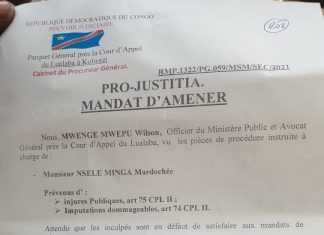 REPUBLIQUE DÉMOCRATIQUE DU CONGO
POUVOIR JUDICIAIRE
Parquet Général près la Cour d'Appel
du Lualaba à Kolwezi
Cabinet du Procureur Général.
RMP.1322/PG.059/MSM/SEC/2021
PRO-JUSTITIA.
MANDAT D'AMENER
Nous, MWENGE MWEPU Wilson, Officier du Ministère Public et Avocat
Général près la Cour d'Appel du Lualaba, vu les pièces de procédure instruite à
charge de :
- Monsieur NSELE MINGA Mardochée
Prévenus d' :
➢ injures Publiques, art 75 CPL II ;
➢ Imputations dommageables, art 74 CPL II.
Attendu que les inculpés sont en défaut de satisfaire aux mandats de